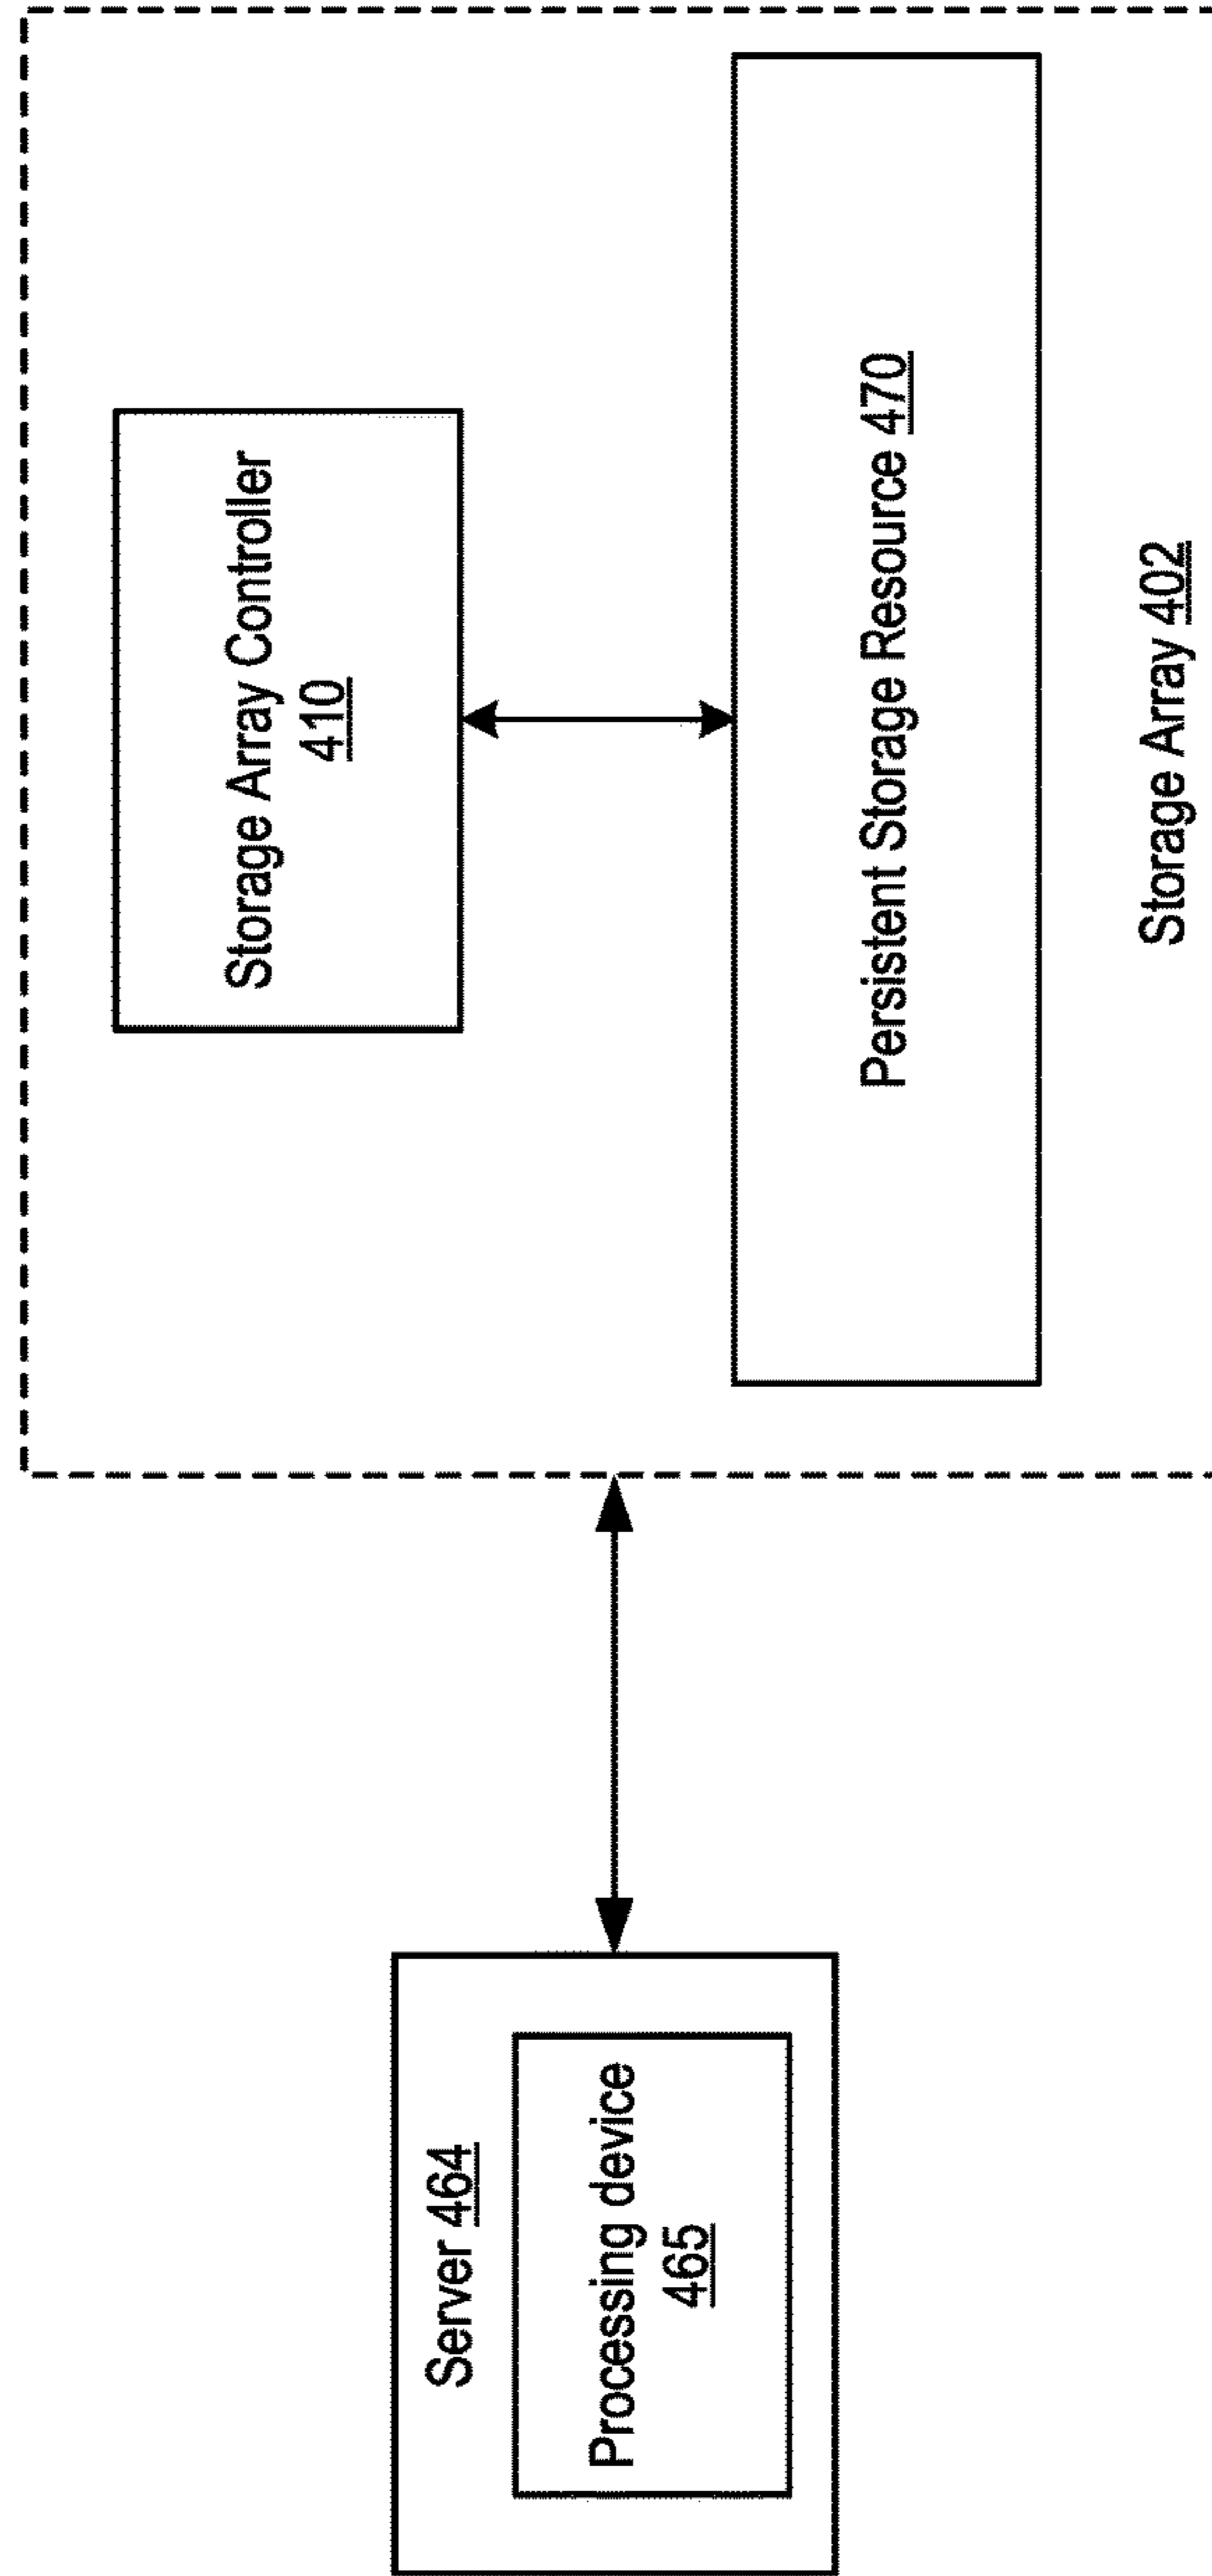 Server 464
Processing device
465
Storage Array Controller
410
Persistent Storage Resource 470
Storage Array 402